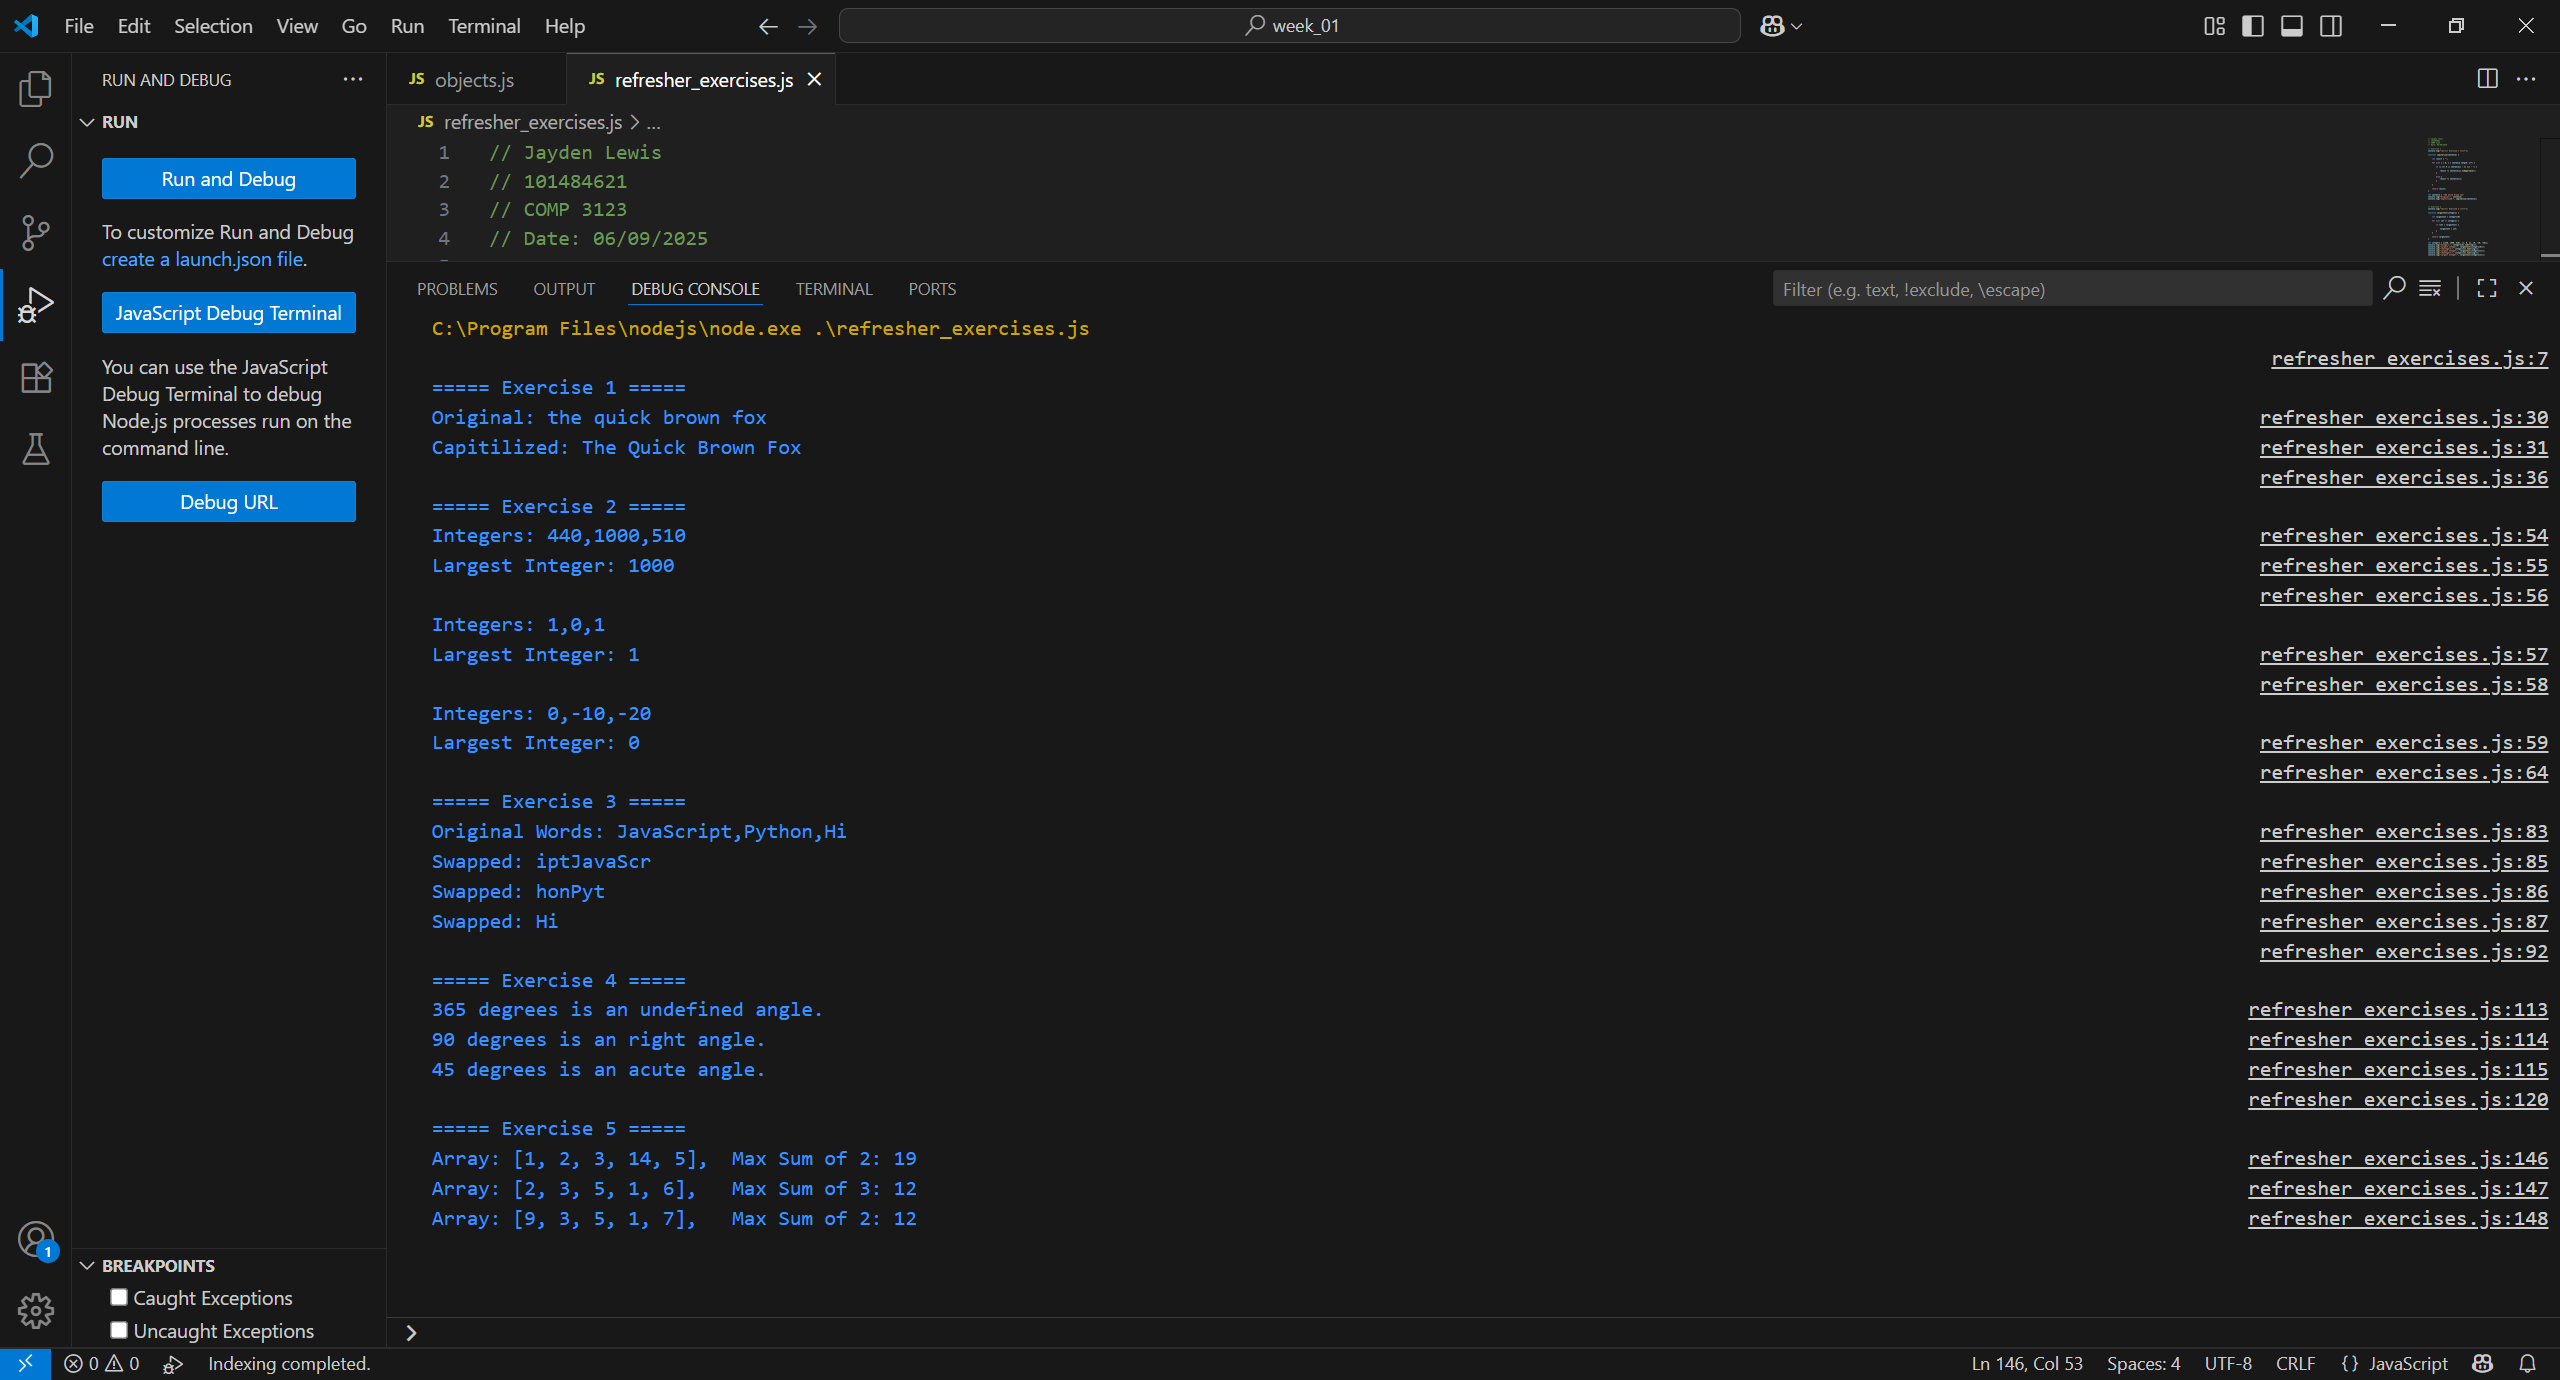 File Edit Selection View Go Run Terminal Help
week_01
RUN AND DEBUG
RUN
Run and Debug
To customize Run and Debug
create a launch.json file.
JavaScript Debug Terminal
You can use the JavaScript
Debug Terminal to debug
Node.js processes run on the
command line.
Debug URL
BREAKPOINTS
Caught Exceptions
Uncaught Exceptions
1
JS objects.js
JS refresher_exercises.js
JS refresher_exercises.js > ...
1 // Jayden Lewis
2 // 101484621
3 // COMP 3123
4 // Date: 06/09/2025
PROBLEMS OUTPUT DEBUG CONSOLE TERMINAL PORTS
Filter (e.g. text, !exclude, \escape)
C:\Program Files\nodejs\node.exe .\refresher_exercises.js
refresher_exercises.js:7
===== Exercise 1 =====
Original: the quick brown fox refresher_exercises.js:30
Capitilized: The Quick Brown Fox refresher_exercises.js:31
refresher_exercises.js:36
===== Exercise 2 =====
Integers: 440,1000,510 refresher_exercises.js:54
Largest Integer: 1000 refresher_exercises.js:55
refresher_exercises.js:56
Integers: 1,0,1
Largest Integer: 1 refresher_exercises.js:57
refresher_exercises.js:58
Integers: 0,-10,-20
Largest Integer: 0 refresher_exercises.js:59
refresher_exercises.js:64
===== Exercise 3 =====
Original Words: JavaScript,Python,Hi refresher_exercises.js:83
Swapped: iptJavaScr refresher_exercises.js:85
Swapped: honPyt refresher_exercises.js:86
Swapped: Hi refresher_exercises.js:87
refresher_exercises.js:92
===== Exercise 4 =====
365 degrees is an undefined angle. refresher_exercises.js:113
90 degrees is an right angle. refresher_exercises.js:114
45 degrees is an acute angle. refresher_exercises.js:115
refresher_exercises.js:120
===== Exercise 5 =====
Array: [1, 2, 3, 14, 5], Max Sum of 2: 19 refresher_exercises.js:146
Array: [2, 3, 5, 1, 6], Max Sum of 3: 12 refresher_exercises.js:147
Array: [9, 3, 5, 1, 7], Max Sum of 2: 12 refresher_exercises.js:148
>
0 0 Indexing completed. Ln 146, Col 53 Spaces: 4 UTF-8 CRLF {} JavaScript